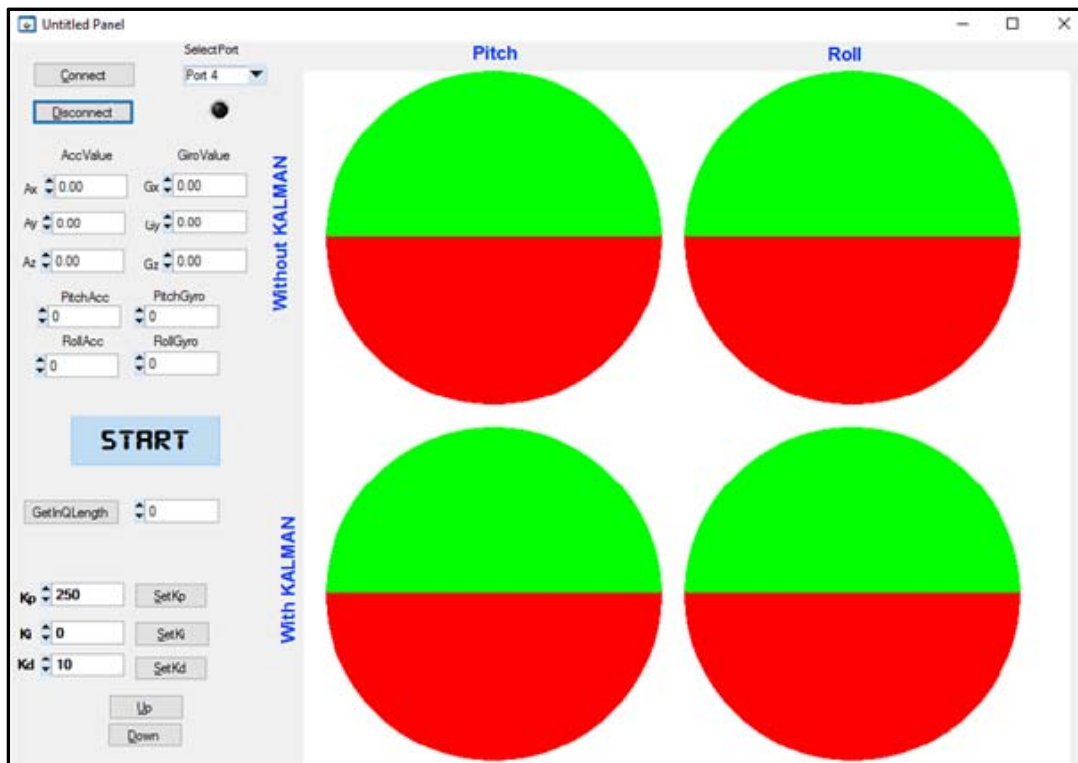 Untitled Panel
SelectPort
Connect
Port 4
Disconnect
AccValue GiroValue
Ax 0.00 Gx 0.00
Ay 0.00 Gy 0.00
Az 0.00 Gz 0.00
PitchAcc PitchGyro
0 0
RollAcc RollGyro
0 0
START
GetInQLength 0
Kp 250 SetKp
Ki 0 SetKi
Kd 10 SetKd
Up
Down
Pitch Roll
Without KALMAN
With KALMAN